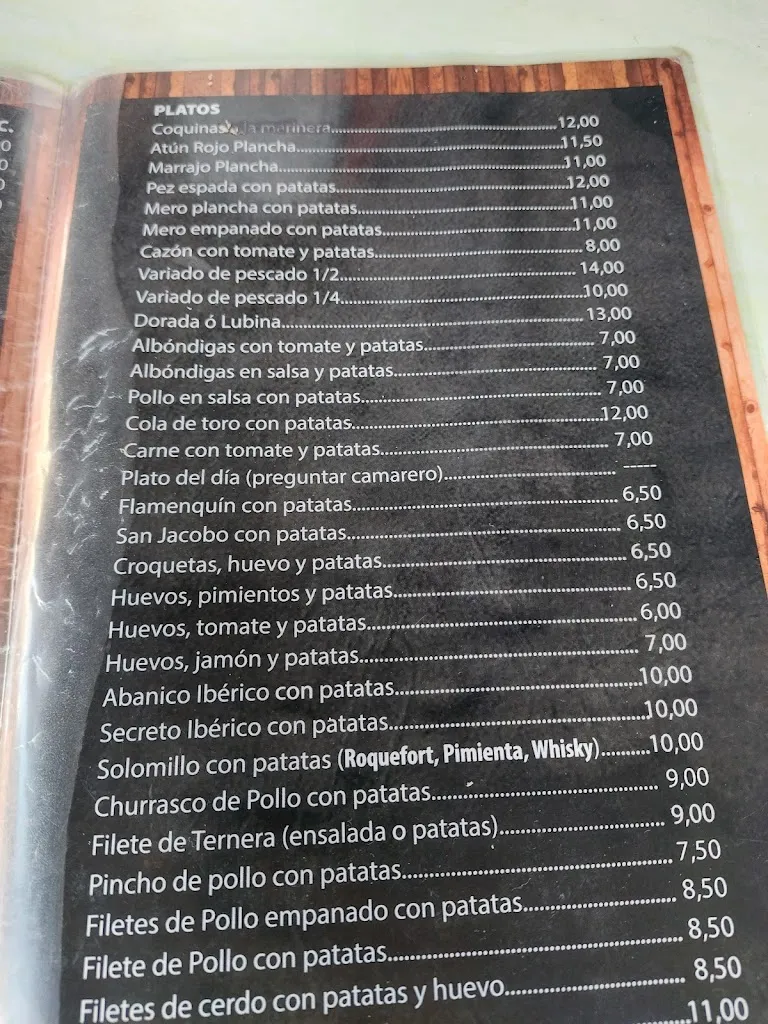 C.
PLATOS
Coquinas a la marinera........12,00
Atún Rojo Plancha........11,50
Marrajo Plancha........11,00
Pez espada con patatas........12,00
Mero plancha con patatas........11,00
Mero empanado con patatas........11,00
Cazón con tomate y patatas........8,00
Variado de pescado 1/2........14,00
Variado de pescado 1/4........10,00
Dorada ó Lubina........13,00
Albóndigas con tomate y patatas........7,00
Albóndigas en salsa y patatas........7,00
Pollo en salsa con patatas........7,00
Cola de toro con patatas........12,00
Carne con tomate y patatas........7,00
Plato del día (preguntar camarero)........-----
Flamenquín con patatas........6,50
San Jacobo con patatas........6,50
Croquetas, huevo y patatas........6,50
Huevos, pimientos y patatas........6,50
Huevos, tomate y patatas........6,00
Huevos, jamón y patatas........7,00
Abanico Ibérico con patatas........10,00
Secreto Ibérico con patatas........10,00
Solomillo con patatas (Roquefort, Pimienta, Whisky)........10,00
Churrasco de Pollo con patatas........9,00
Filete de Ternera (ensalada o patatas)........9,00
Pincho de pollo con patatas........7,50
Filetes de Pollo empanado con patatas........8,50
Filete de Pollo con patatas........8,50
Filetes de cerdo con patatas y huevo........8,50
........11,00